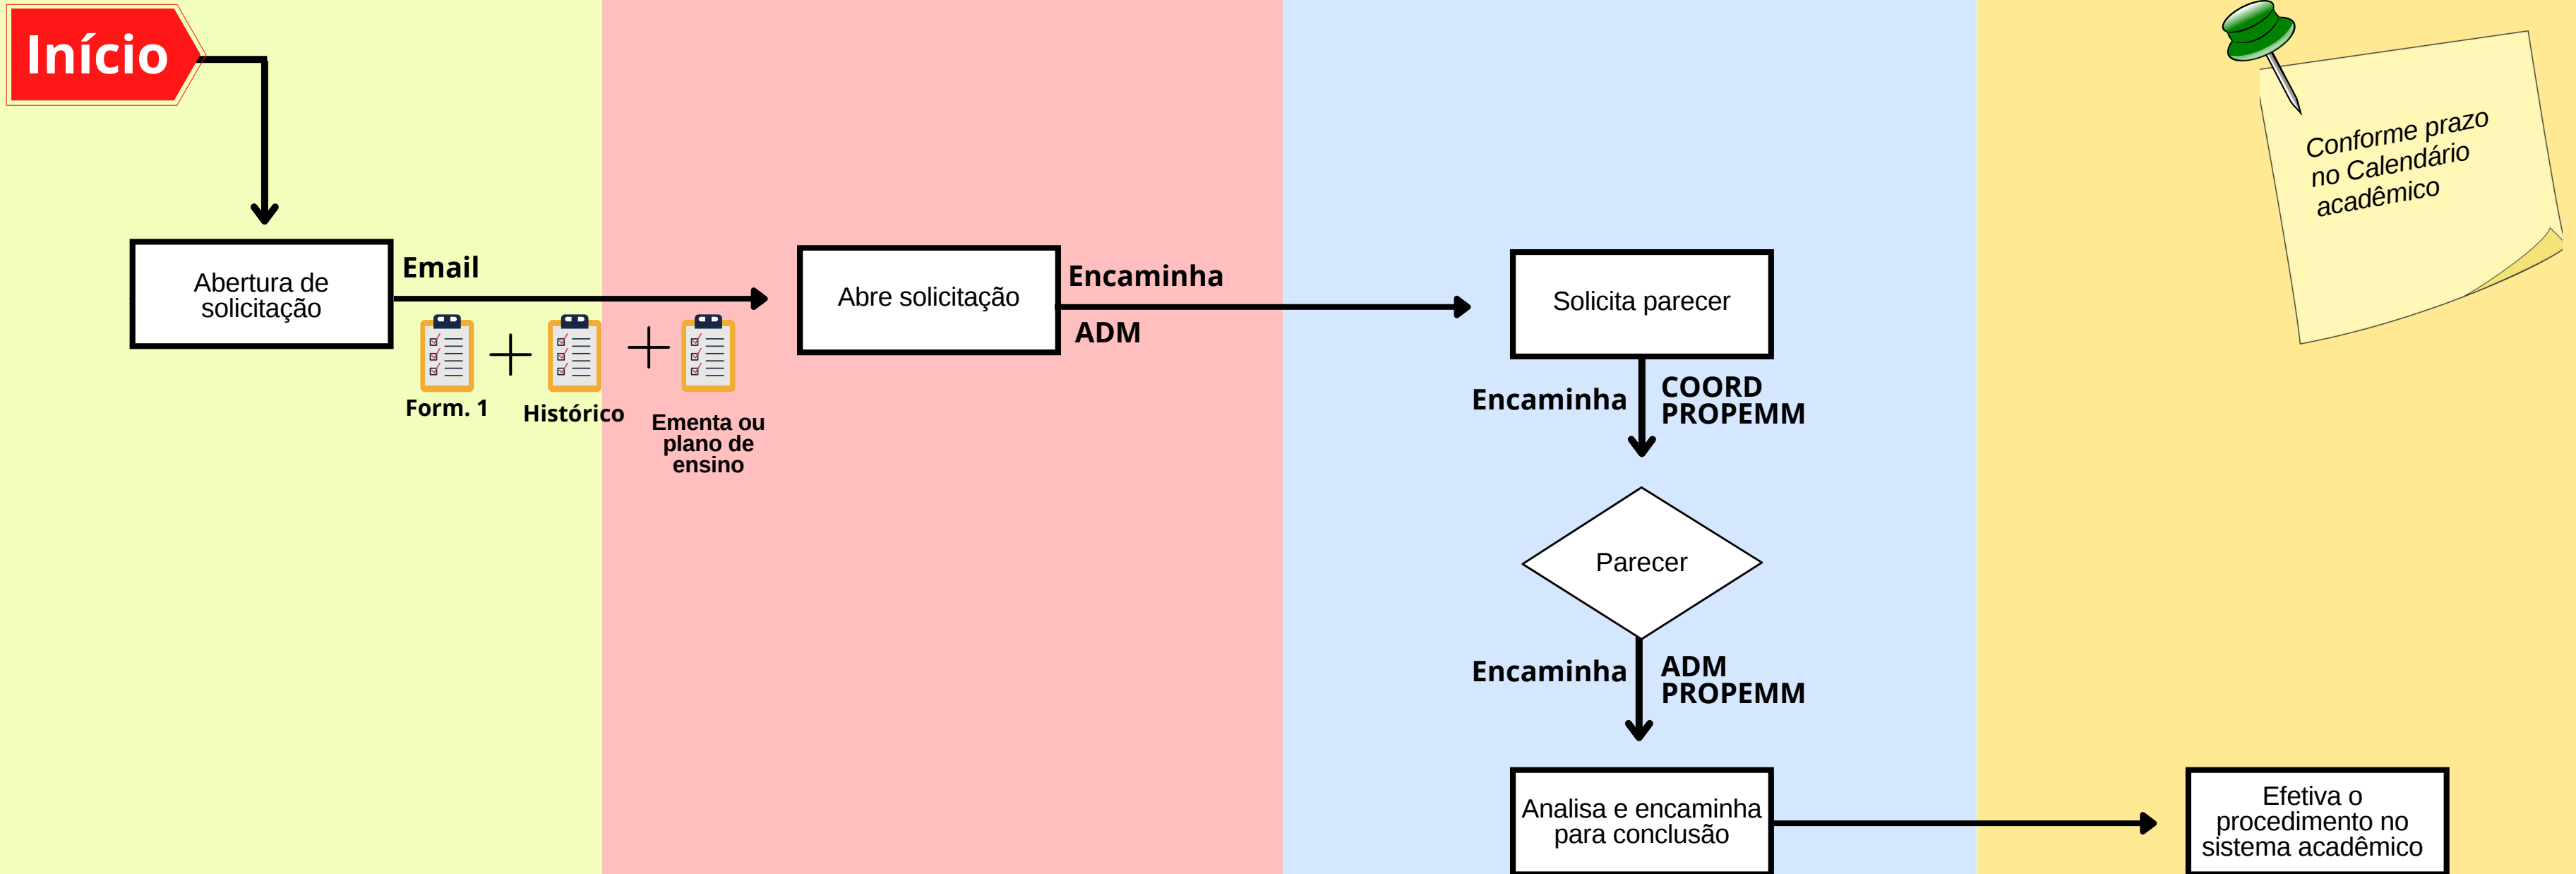 Início
Conforme prazo
no Calendário
acadêmico
Abertura de
solicitação
Email
Form. 1
Histórico
Ementa ou
plano de
ensino
Abre solicitação
Encaminha
ADM
Solicita parecer
Encaminha
COORD
PROPEMM
Parecer
Encaminha
ADM
PROPEMM
Analisa e encaminha
para conclusão
Efetiva o
procedimento no
sistema acadêmico